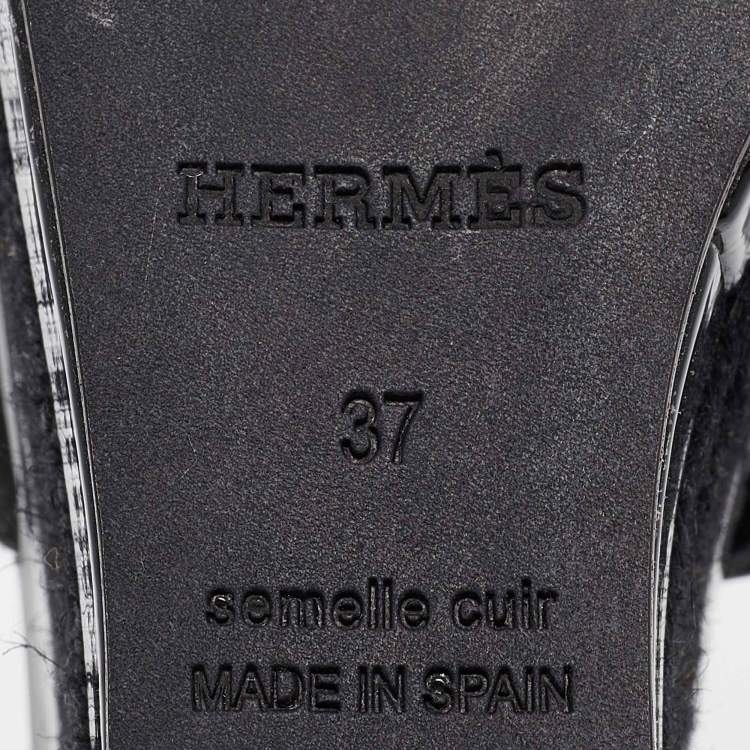 HERMÈS
37
semelle cuir
MADE IN SPAIN